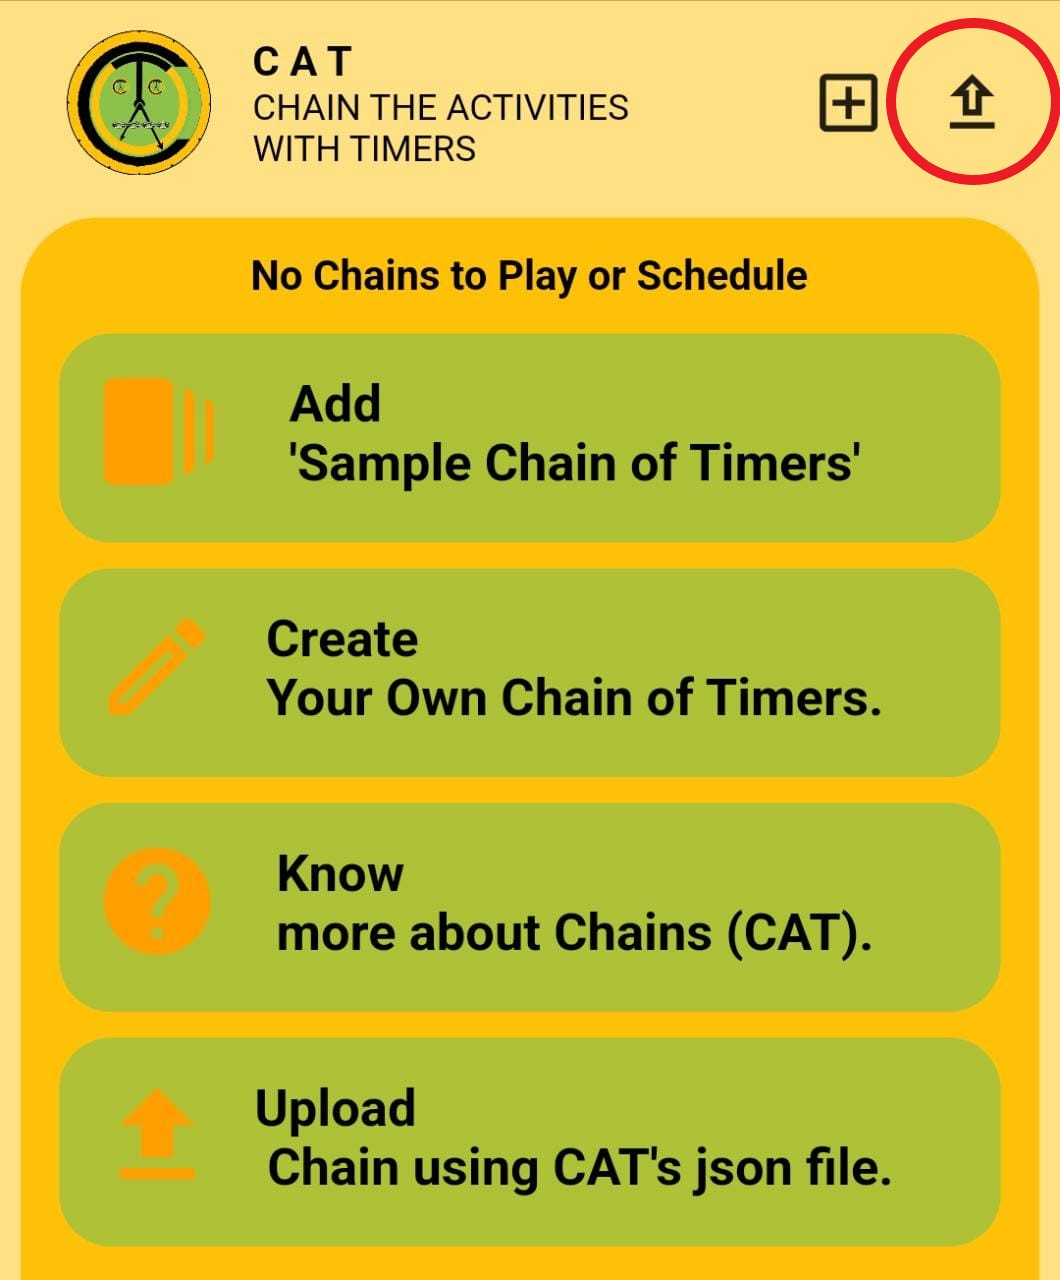 C A T
CHAIN THE ACTIVITIES
WITH TIMERS
No Chains to Play or Schedule
Add
'Sample Chain of Timers'
Create
Your Own Chain of Timers.
Know
more about Chains (CAT).
Upload
Chain using CAT's json file.